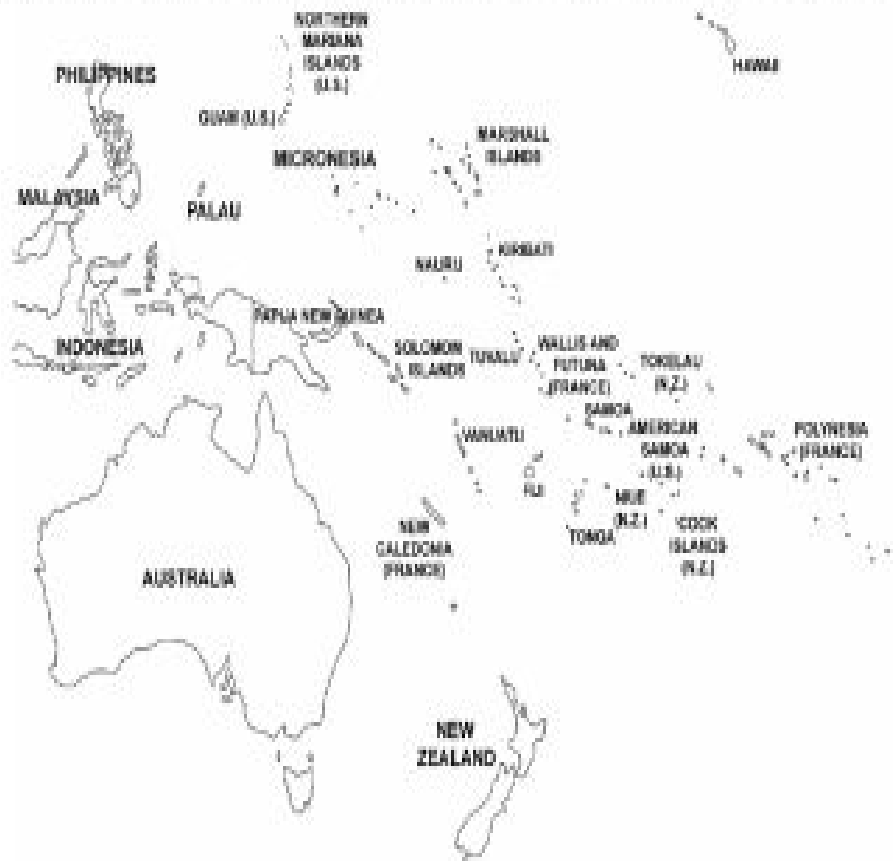 NORTHERN
MARIANA
ISLANDS
(U.S.)
HAWAII
PHILIPPINES
GUAM (U.S.)
MARSHALL
ISLANDS
MICRONESIA
MALAYSIA
PALAU
KIRIBATI
NAURU
PAPUA NEW GUINEA
INDONESIA
SOLOMON
ISLANDS
TUVALU
WALLIS AND
FUTUNA
(FRANCE)
TOKELAU
(N.Z.)
SAMOA
VANUATU
AMERICAN
SAMOA
(U.S.)
POLYNESIA
(FRANCE)
FIJI
NIUE
(N.Z.)
TONGA
COOK
ISLANDS
(N.Z.)
NEW
CALEDONIA
(FRANCE)
AUSTRALIA
NEW
ZEALAND